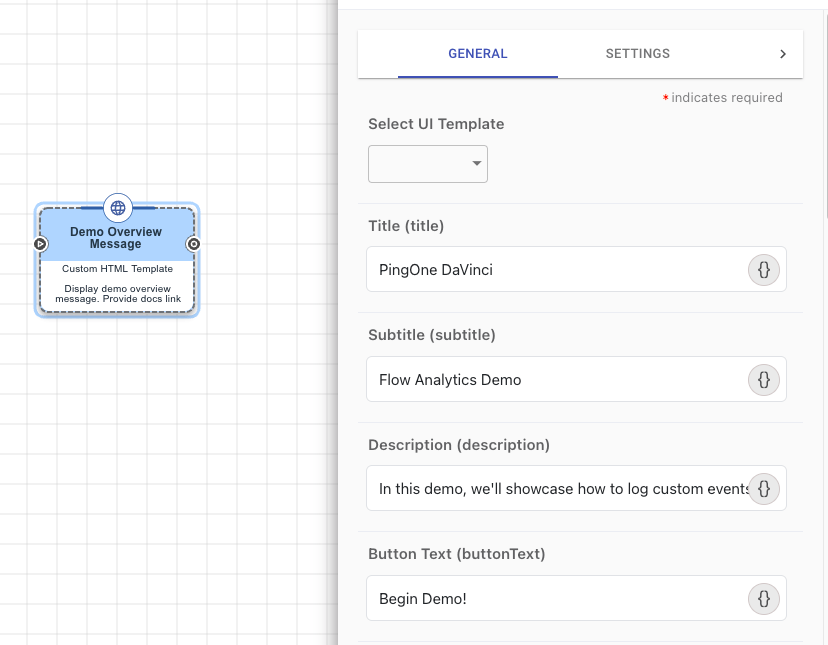 GENERAL
SETTINGS
* indicates required
Select UI Template
Title (title)
PingOne DaVinci
{}
Subtitle (subtitle)
Flow Analytics Demo
{}
Description (description)
In this demo, we'll showcase how to log custom events
{}
Button Text (buttonText)
Begin Demo!
{}
Demo Overview
Message
Custom HTML Template
Display demo overview
message. Provide docs link